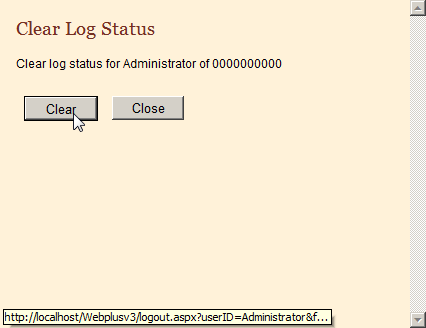 Clear Log Status
Clear log status for Administrator of 0000000000
Clear
Close
http://localhost/Webplusv3/logout.aspx?userID=Administrator&f...